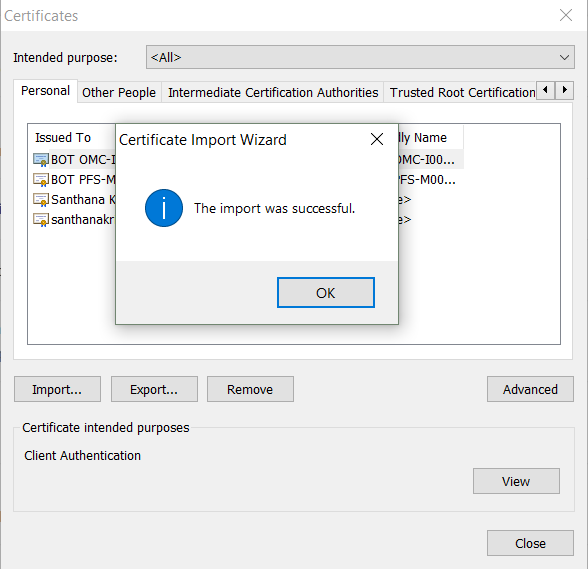 Certificates
Intended purpose: <All>
Personal Other People Intermediate Certification Authorities Trusted Root Certification
Issued To
BOT OMC-I
BOT PFS-M
Santhana K
santhanakr
lly Name
OMC-I00...
PFS-M00...
e>
e>
Certificate Import Wizard
The import was successful.
OK
Import... Export... Remove Advanced
Certificate intended purposes
Client Authentication
View
Close